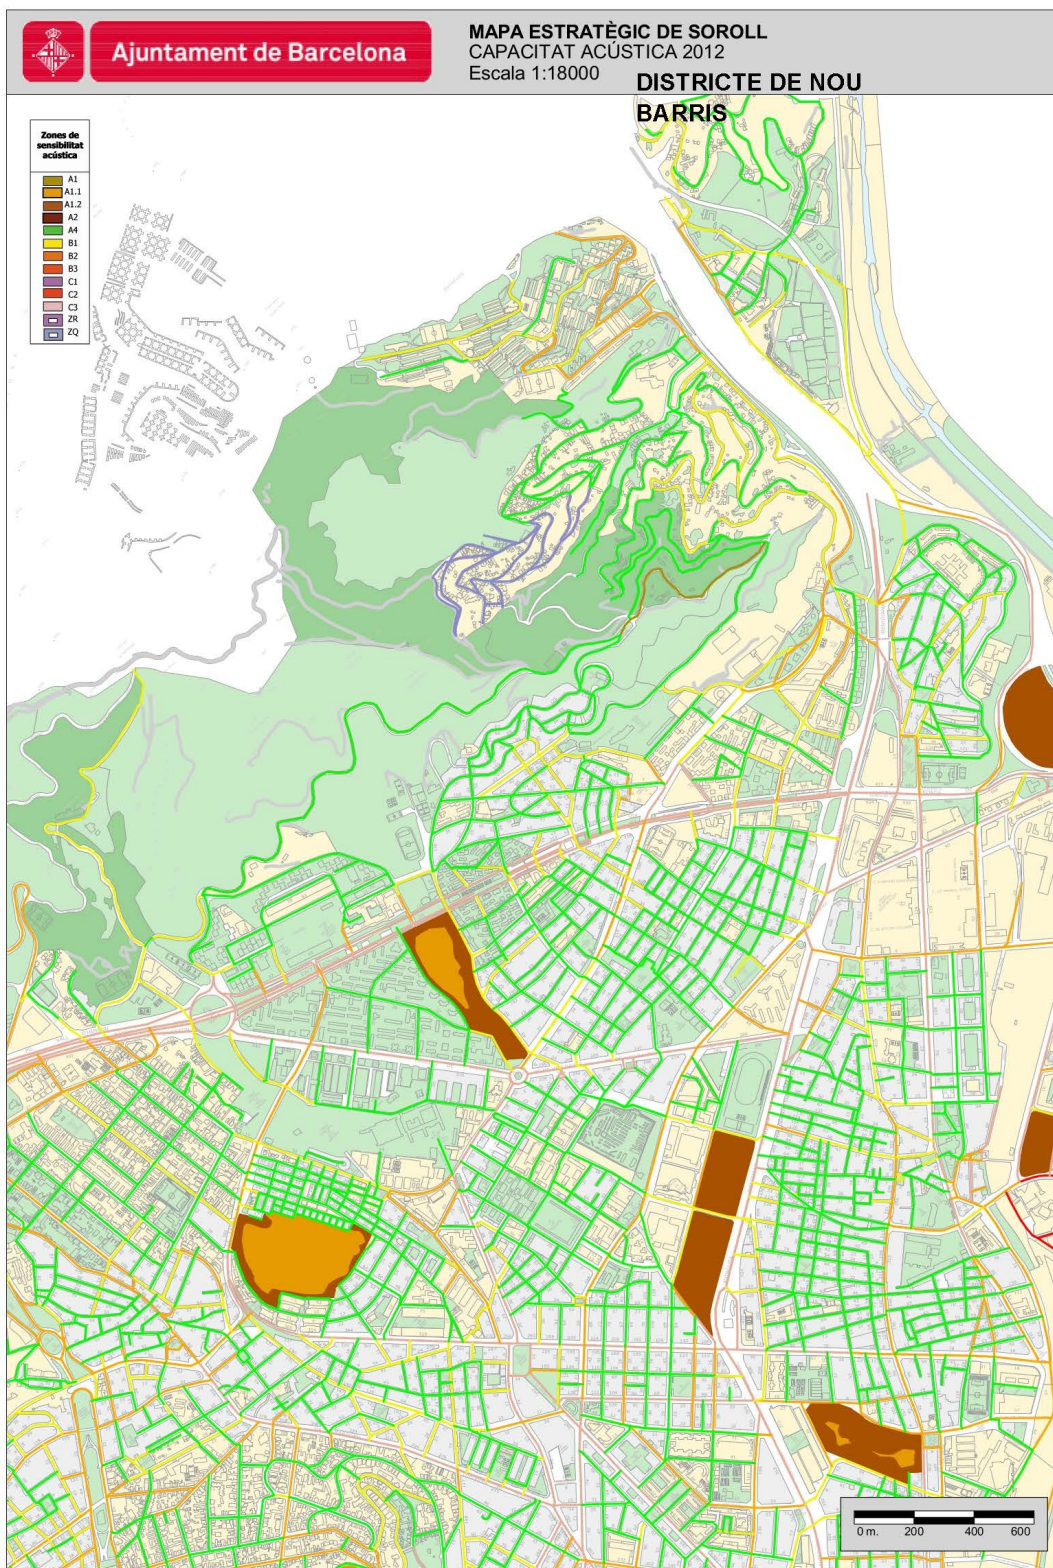 Ajuntament de Barcelona
MAPA ESTRATÈGIC DE SOROLL
CAPACITAT ACÚSTICA 2012
Escala 1:18000
DISTRICTE DE NOU
BARRIS
Zones de
sensibilitat
acústica
A1
A1.1
A1.2
A2
A4
B1
B2
B3
C1
C2
C3
ZR
ZQ
0 m. 200 400 600